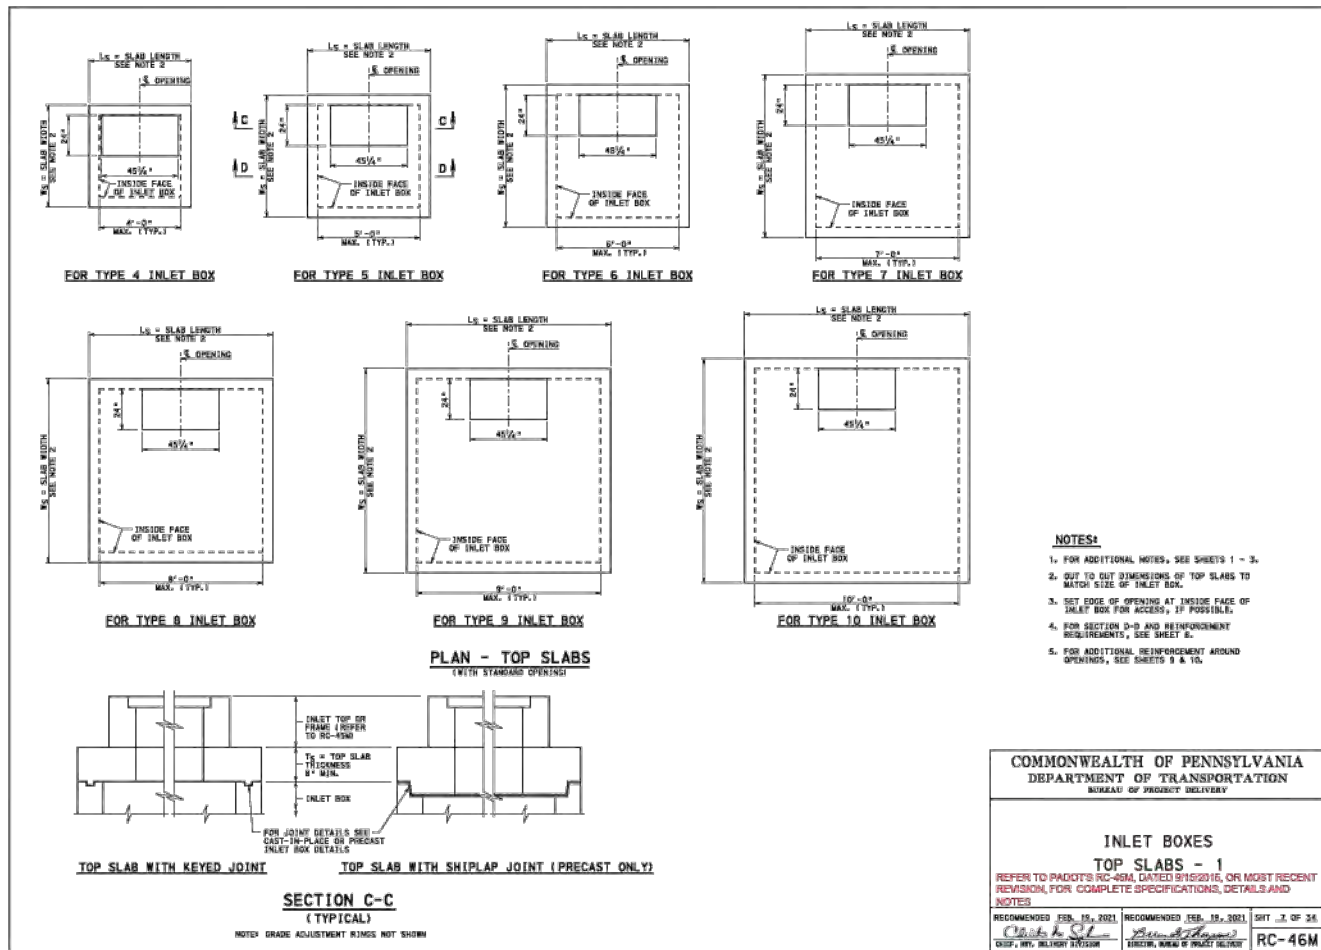 LS = SLAB LENGTH
SEE NOTE 2
℄ OPENING
WS = SLAB WIDTH
SEE NOTE 2
24"
45¼"
INSIDE FACE
OF INLET BOX
4'-0"
MAX. (TYP.)
FOR TYPE 4 INLET BOX
LS = SLAB LENGTH
SEE NOTE 2
℄ OPENING
C
C
D
D
WS = SLAB WIDTH
SEE NOTE 2
24"
45¼"
INSIDE FACE
OF INLET BOX
5'-0"
MAX. (TYP.)
FOR TYPE 5 INLET BOX
LS = SLAB LENGTH
SEE NOTE 2
℄ OPENING
WS = SLAB WIDTH
SEE NOTE 2
24"
45¼"
INSIDE FACE
OF INLET BOX
6'-0"
MAX. (TYP.)
FOR TYPE 6 INLET BOX
LS = SLAB LENGTH
SEE NOTE 2
℄ OPENING
WS = SLAB WIDTH
SEE NOTE 2
24"
45¼"
INSIDE FACE
OF INLET BOX
7'-0"
MAX. (TYP.)
FOR TYPE 7 INLET BOX
LS = SLAB LENGTH
SEE NOTE 2
℄ OPENING
WS = SLAB WIDTH
SEE NOTE 2
24"
45¼"
INSIDE FACE
OF INLET BOX
8'-0"
MAX. (TYP.)
FOR TYPE 8 INLET BOX
LS = SLAB LENGTH
SEE NOTE 2
℄ OPENING
WS = SLAB WIDTH
SEE NOTE 2
24"
45¼"
INSIDE FACE
OF INLET BOX
9'-0"
MAX. (TYP.)
FOR TYPE 9 INLET BOX
LS = SLAB LENGTH
SEE NOTE 2
℄ OPENING
WS = SLAB WIDTH
SEE NOTE 2
24"
45¼"
INSIDE FACE
OF INLET BOX
10'-0"
MAX. (TYP.)
FOR TYPE 10 INLET BOX
PLAN - TOP SLABS
(WITH STANDARD OPENING)
NOTES:
1. FOR ADDITIONAL NOTES, SEE SHEETS 1 - 3.
2. OUT TO OUT DIMENSIONS OF TOP SLABS TO
MATCH SIZE OF INLET BOX.
3. SET EDGE OF OPENING AT INSIDE FACE OF
INLET BOX FOR ACCESS, IF POSSIBLE.
4. FOR SECTION D-D AND REINFORCEMENT
REQUIREMENTS, SEE SHEET 8.
5. FOR ADDITIONAL REINFORCEMENT AROUND
OPENINGS, SEE SHEETS 9 & 10.
INLET TOP OR
FRAME (REFER
TO RC-45M)
TS = TOP SLAB
THICKNESS
8" MIN.
INLET BOX
FOR JOINT DETAILS SEE
CAST-IN-PLACE OR PRECAST
INLET BOX DETAILS
TOP SLAB WITH KEYED JOINT
TOP SLAB WITH SHIPLAP JOINT (PRECAST ONLY)
SECTION C-C
(TYPICAL)
NOTE: GRADE ADJUSTMENT RINGS NOT SHOWN
COMMONWEALTH OF PENNSYLVANIA
DEPARTMENT OF TRANSPORTATION
BUREAU OF PROJECT DELIVERY
INLET BOXES
TOP SLABS - 1
REFER TO PADOT'S RC-46M, DATED 9/15/2016, OR MOST RECENT
REVISION, FOR COMPLETE SPECIFICATIONS, DETAILS AND
NOTES
RECOMMENDED FEB. 19, 2021
CHIEF, HWY. DELIVERY DIVISION
RECOMMENDED FEB. 19, 2021
DIRECTOR, BUREAU OF PROJECT DELIVERY
SHT 7 OF 34
RC-46M